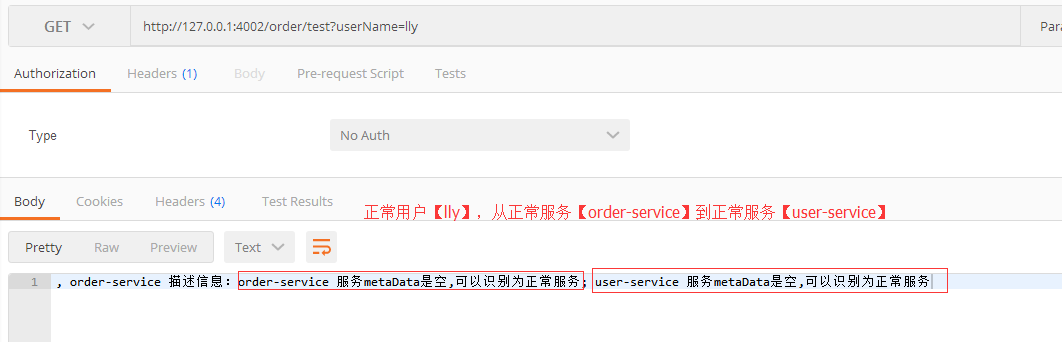 GET http://127.0.0.1:4002/order/test?userName=lly Para
Authorization Headers (1) Body Pre-request Script Tests
Type No Auth
Body Cookies Headers (4) Test Results
正常用户【lly】，从正常服务【order-service】到正常服务【user-service】
Pretty Raw Preview Text
1 , order-service 描述信息：order-service 服务metaData是空,可以识别为正常服务; user-service 服务metaData是空,可以识别为正常服务